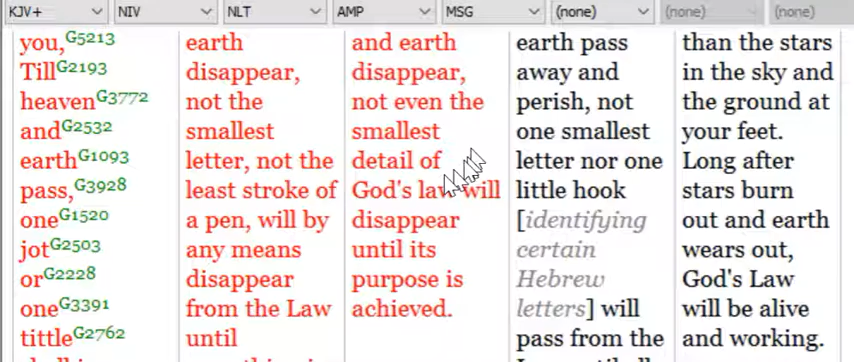 KJV+ NIV NLT AMP MSG (none) (none) (none)
you,G5213
TillG2193
heavenG3772
andG2532
earthG1093
pass,G3928
oneG1520
jotG2503
orG2228
oneG3391
tittleG2762
earth
disappear,
not the
smallest
letter, not the
least stroke of
a pen, will by
any means
disappear
from the Law
until
and earth
disappear,
not even the
smallest
detail of
God's law will
disappear
until its
purpose is
achieved.
earth pass
away and
perish, not
one smallest
letter nor one
little hook
[identifying
certain
Hebrew
letters] will
pass from the
than the stars
in the sky and
the ground at
your feet.
Long after
stars burn
out and earth
wears out,
God's Law
will be alive
and working.